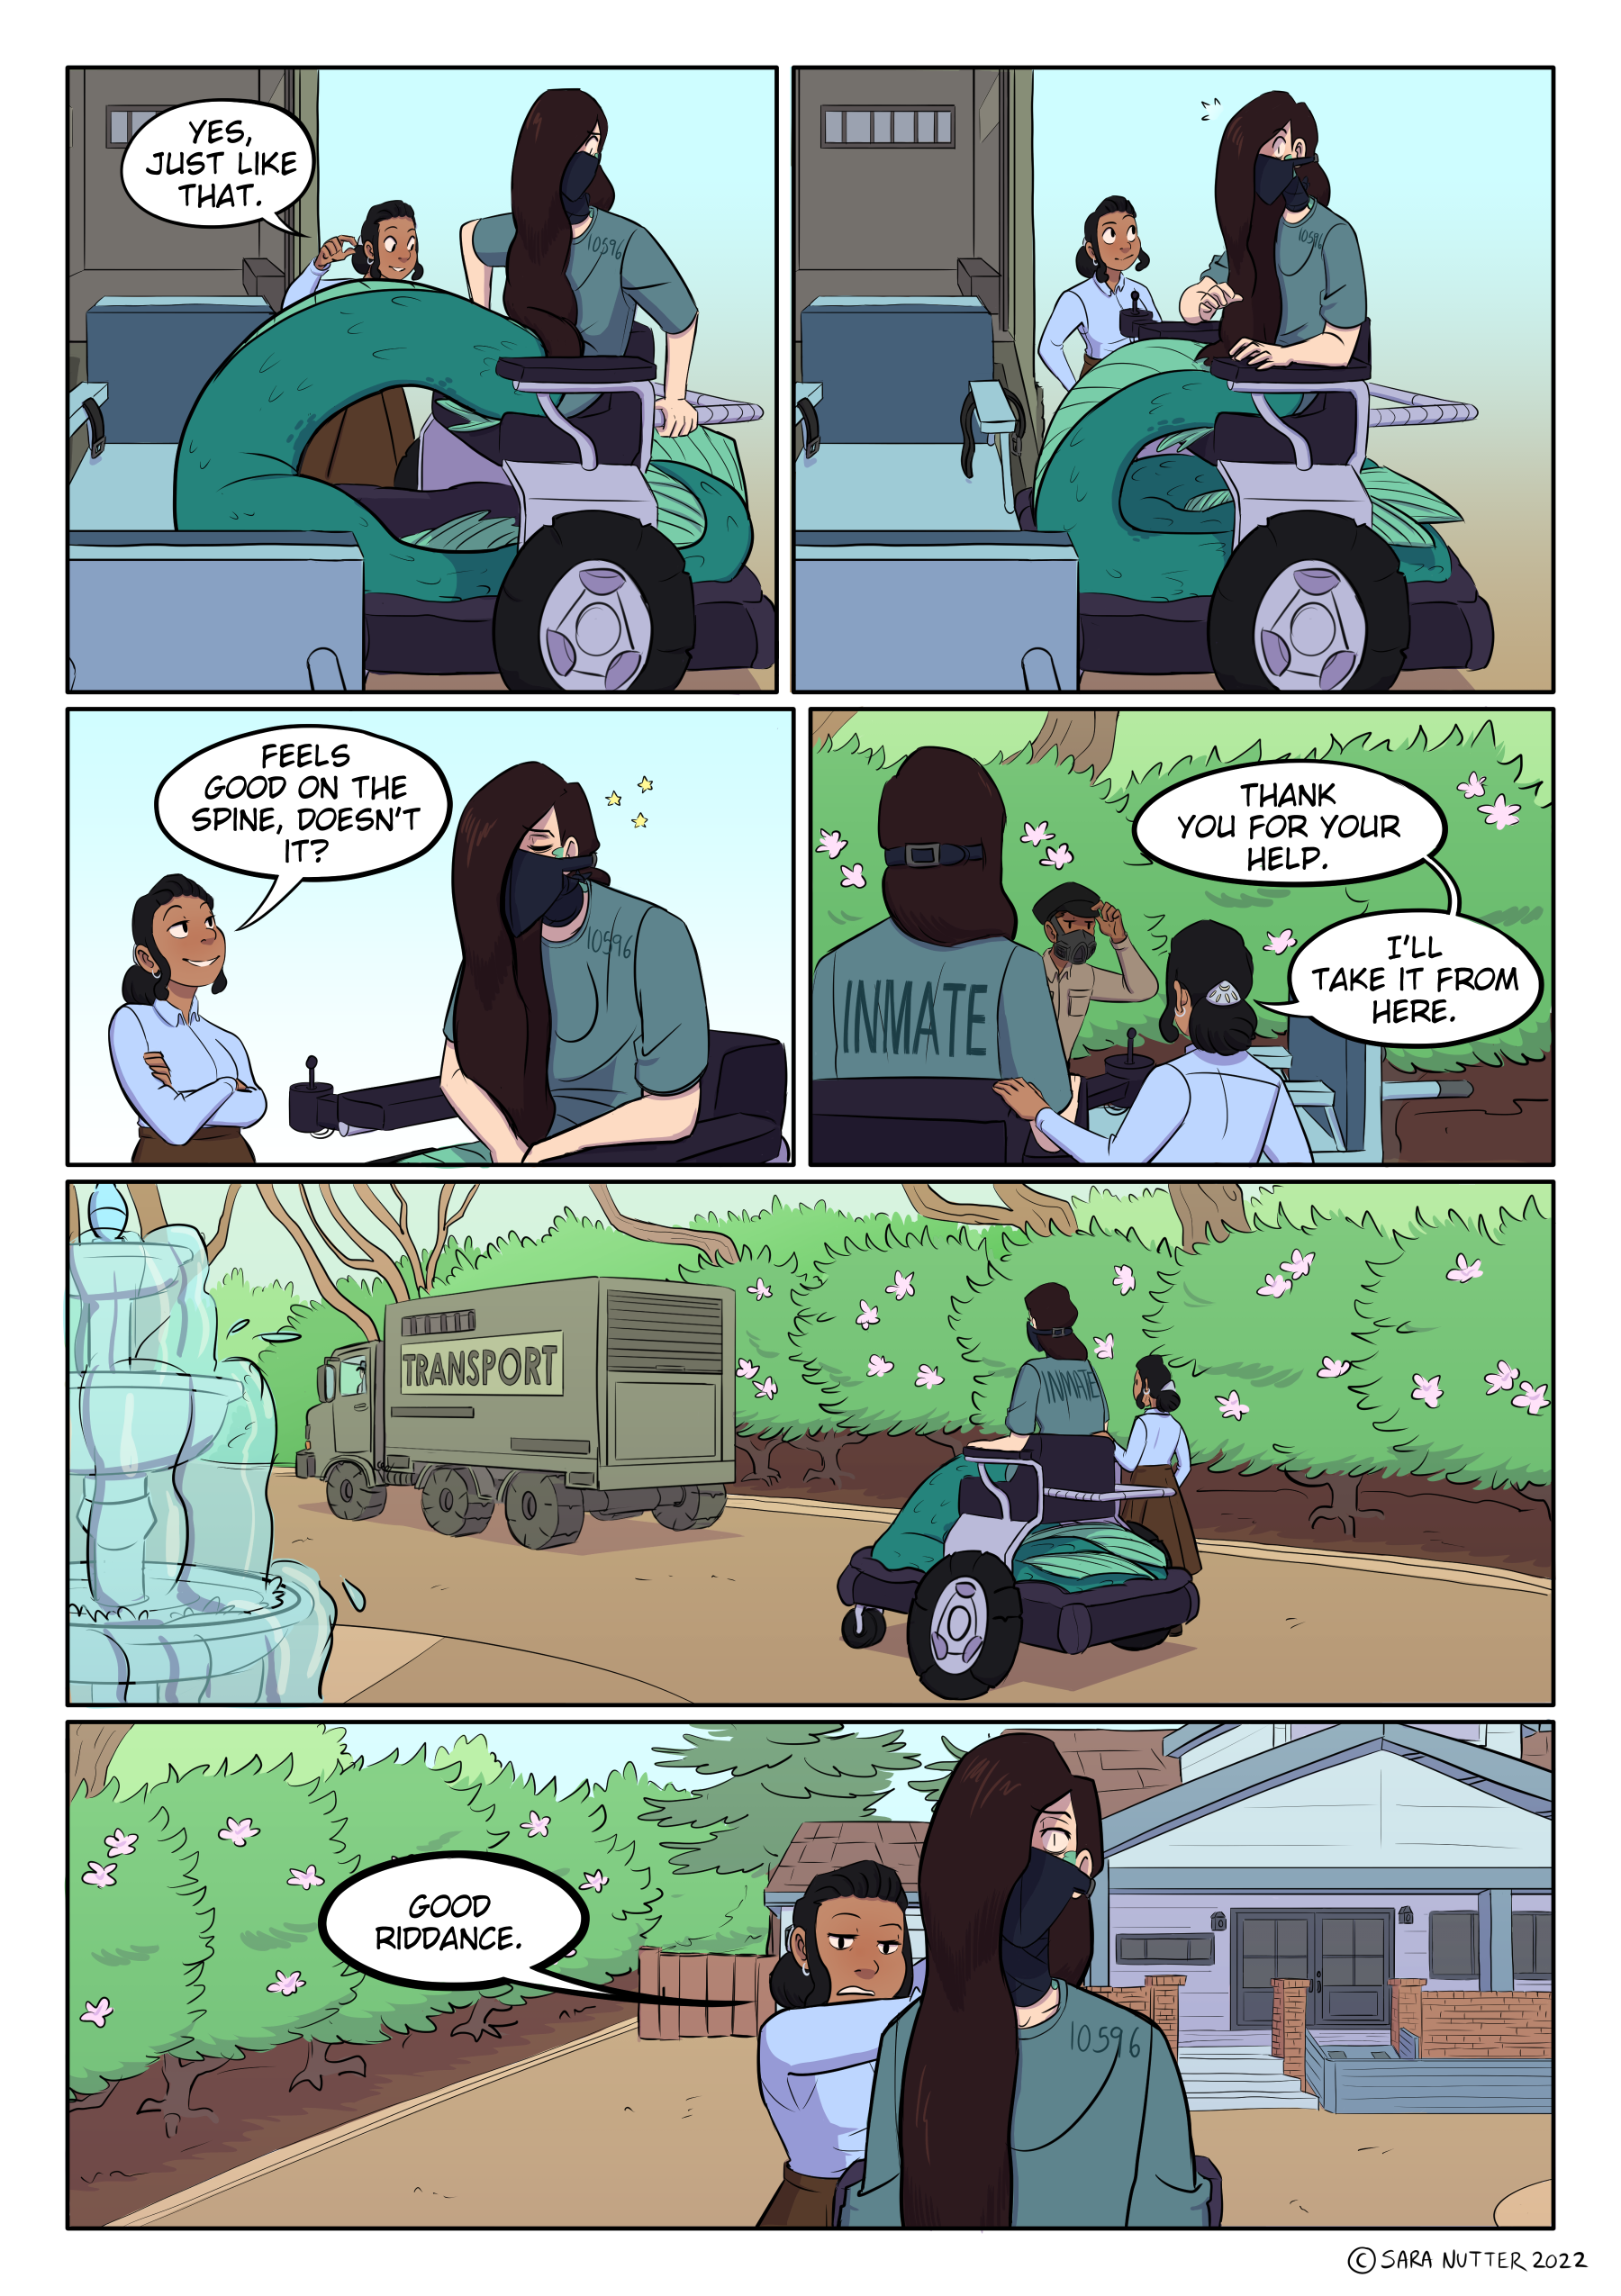 YES,
JUST LIKE
THAT.
10596
10596
FEELS
GOOD ON THE
SPINE, DOESN'T
IT?
10596
THANK
YOU FOR YOUR
HELP.
I'LL
TAKE IT FROM
HERE.
INMATE
TRANSPORT
INMATE
GOOD
RIDDANCE.
10596
© SARA NUTTER 2022